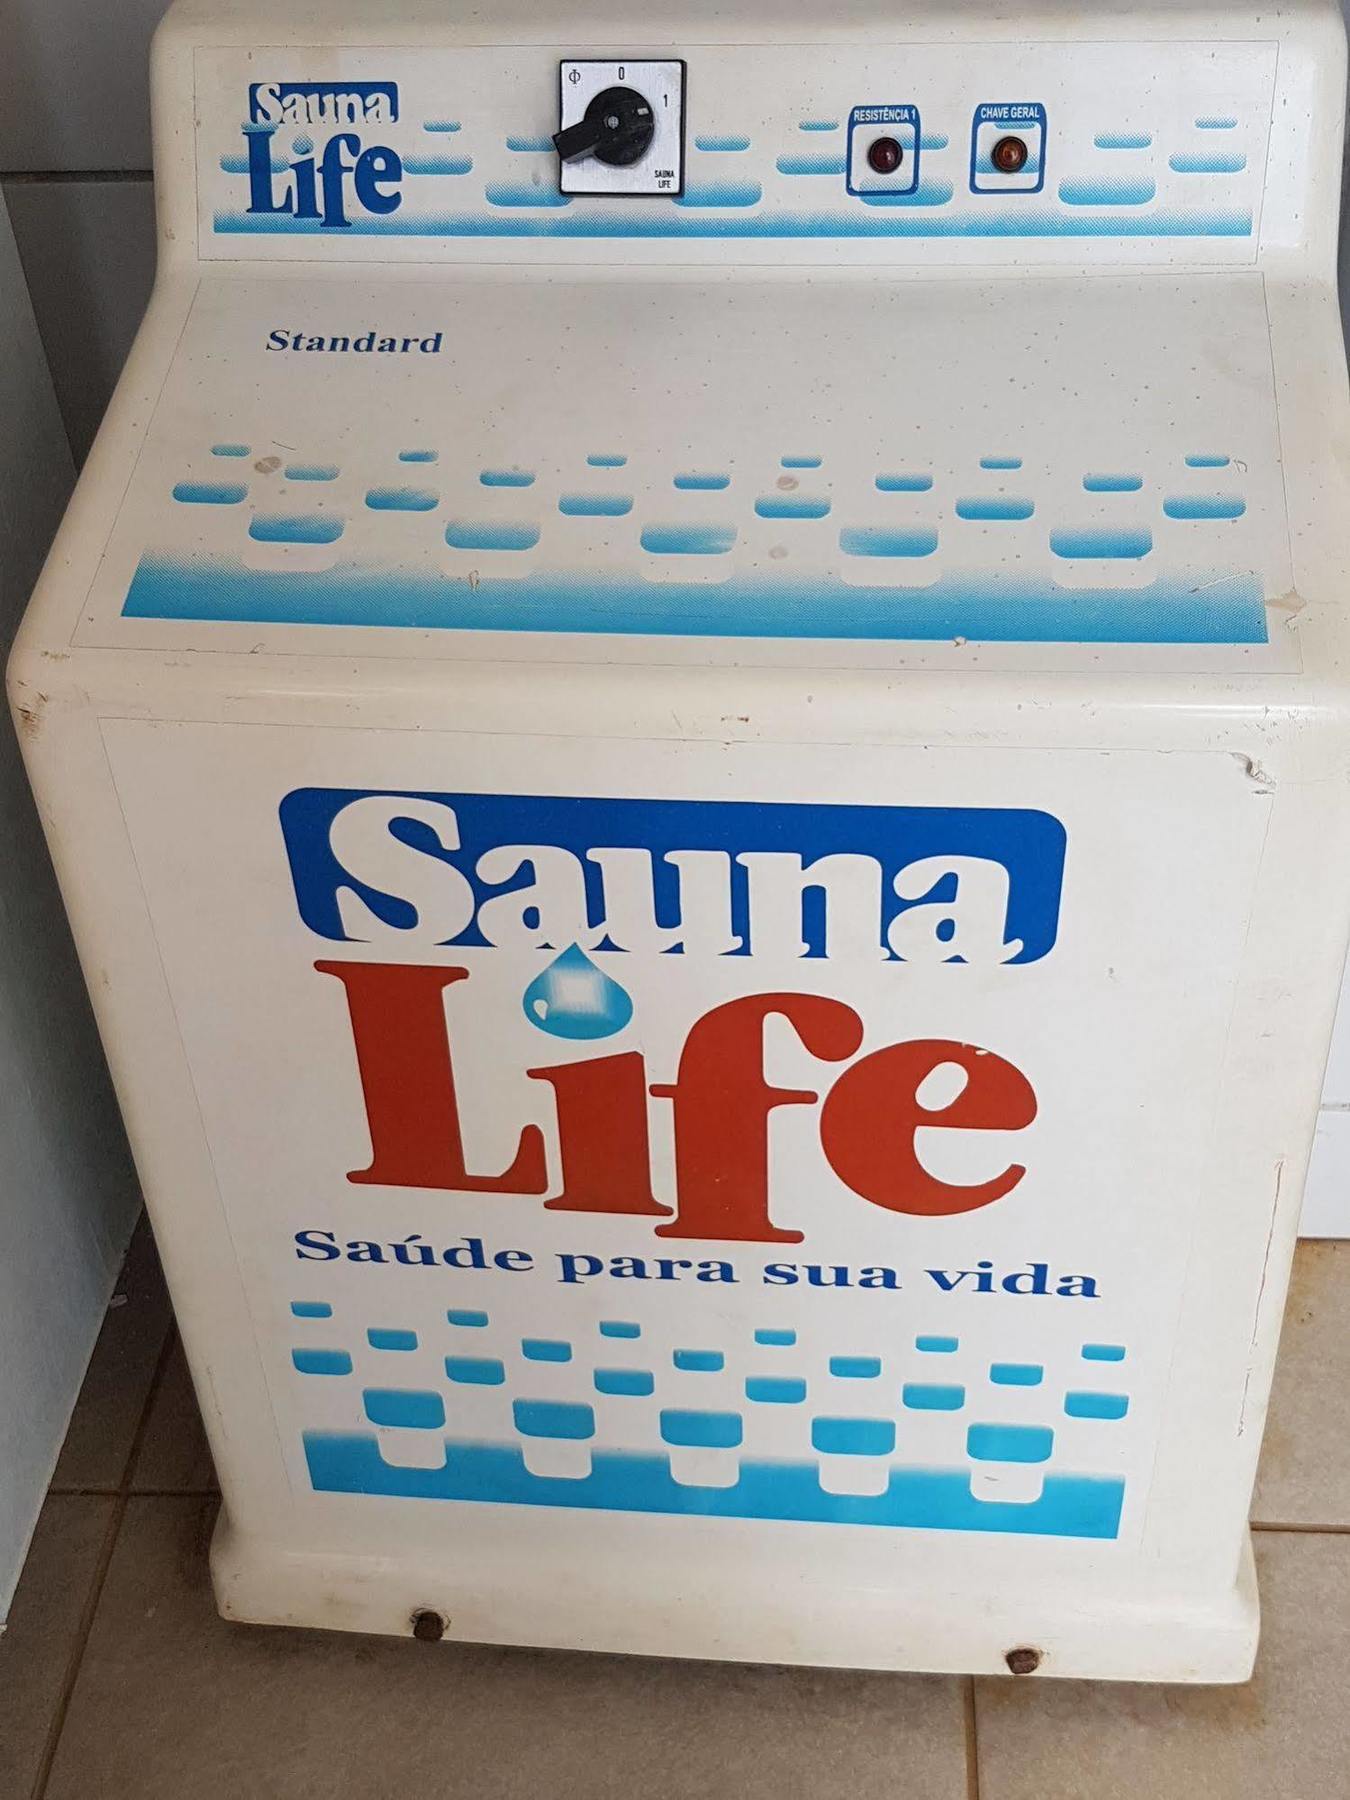 Sauna
Life
Φ 0 1
SAUNA
LIFE
RESISTÊNCIA 1
CHAVE GERAL
Standard
Sauna
Life
Saúde para sua vida